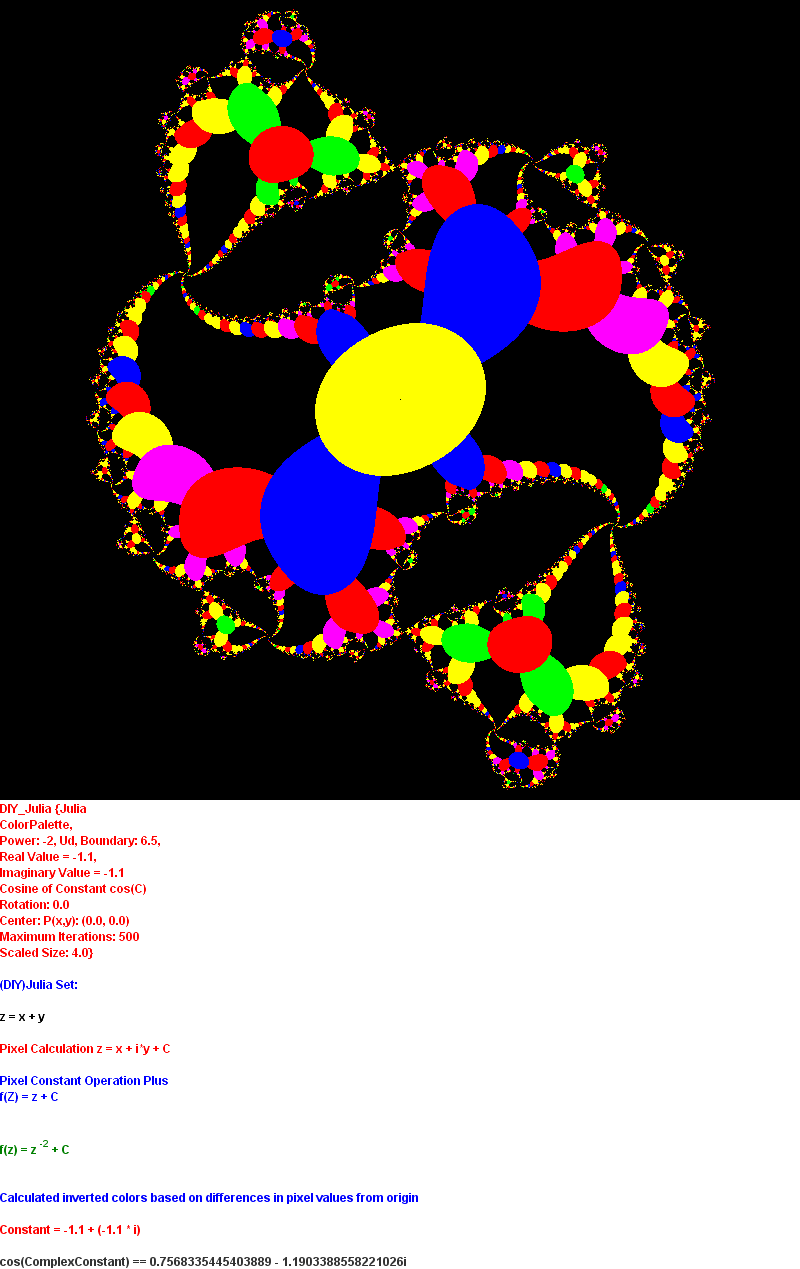 DIY_Julia {Julia
ColorPalette,
Power: -2, Ud, Boundary: 6.5,
Real Value = -1.1,
Imaginary Value = -1.1
Cosine of Constant cos(C)
Rotation: 0.0
Center: P(x,y): (0.0, 0.0)
Maximum Iterations: 500
Scaled Size: 4.0}
(DIY)Julia Set:
z = x + y
Pixel Calculation z = x + i*y + C
Pixel Constant Operation Plus
f(Z) = z + C
f(z) = z -2 + C
Calculated inverted colors based on differences in pixel values from origin
Constant = -1.1 + (-1.1 * i)
cos(ComplexConstant) == 0.7568335445403889 - 1.1903388558221026i